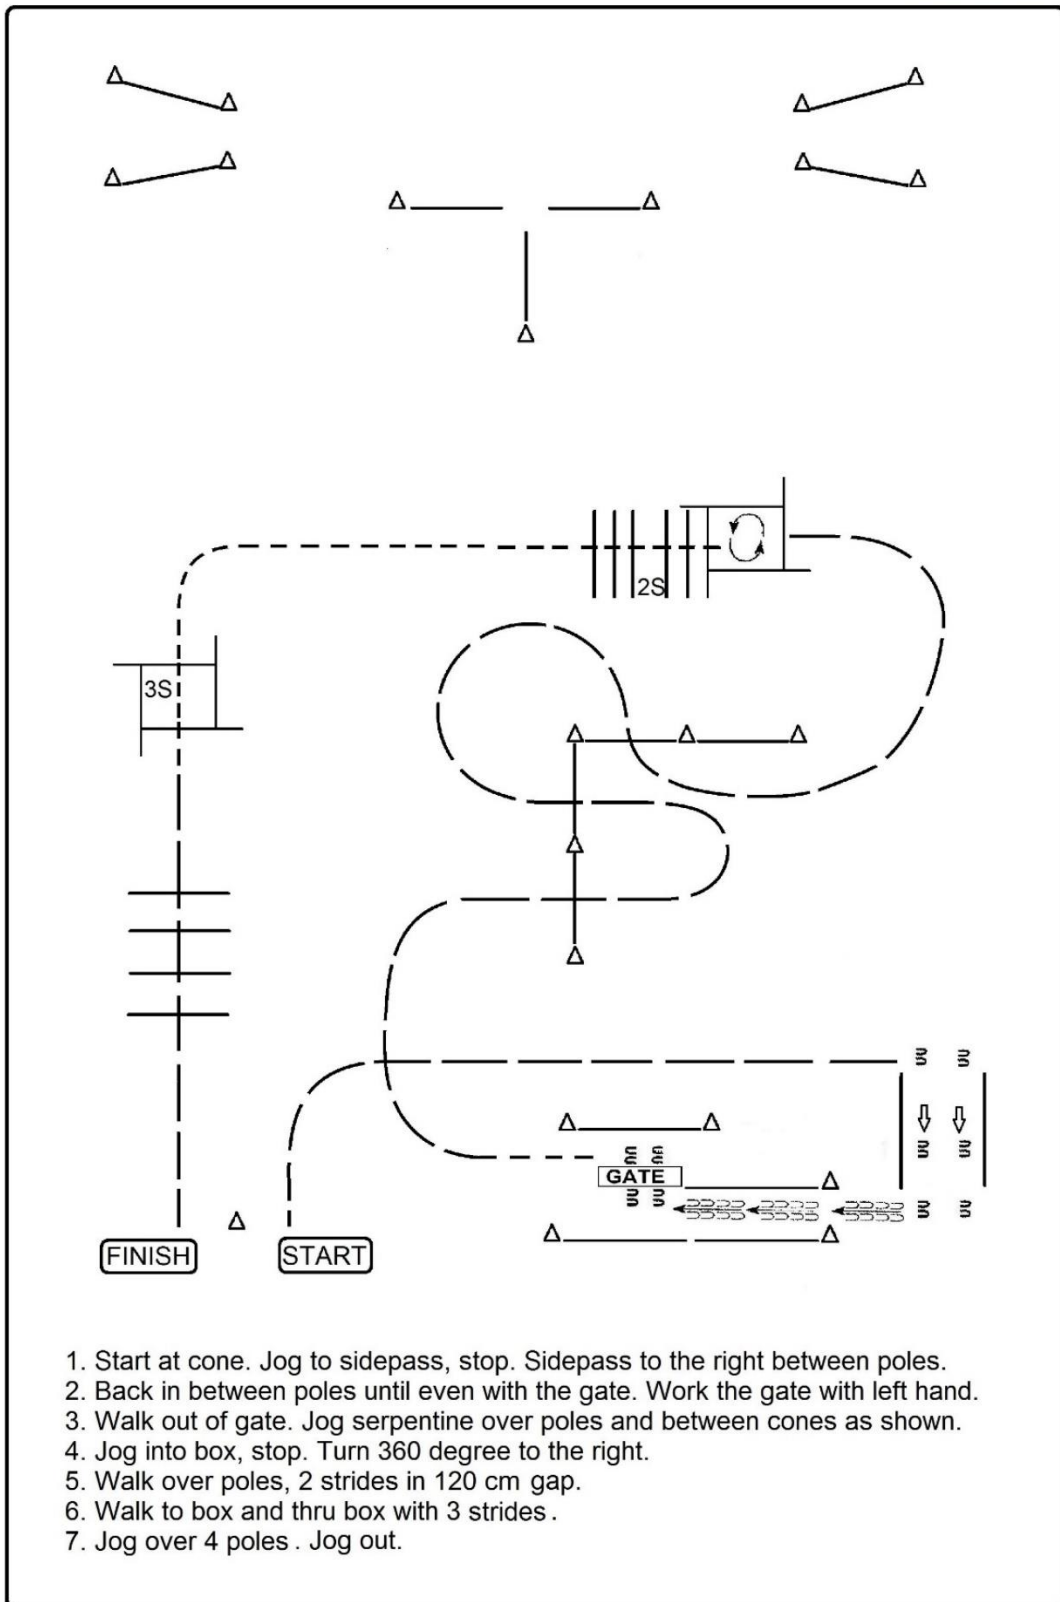 2S
3S
GATE
FINISH
START
1. Start at cone. Jog to sidepass, stop. Sidepass to the right between poles.
2. Back in between poles until even with the gate. Work the gate with left hand.
3. Walk out of gate. Jog serpentine over poles and between cones as shown.
4. Jog into box, stop. Turn 360 degree to the right.
5. Walk over poles, 2 strides in 120 cm gap.
6. Walk to box and thru box with 3 strides .
7. Jog over 4 poles . Jog out.